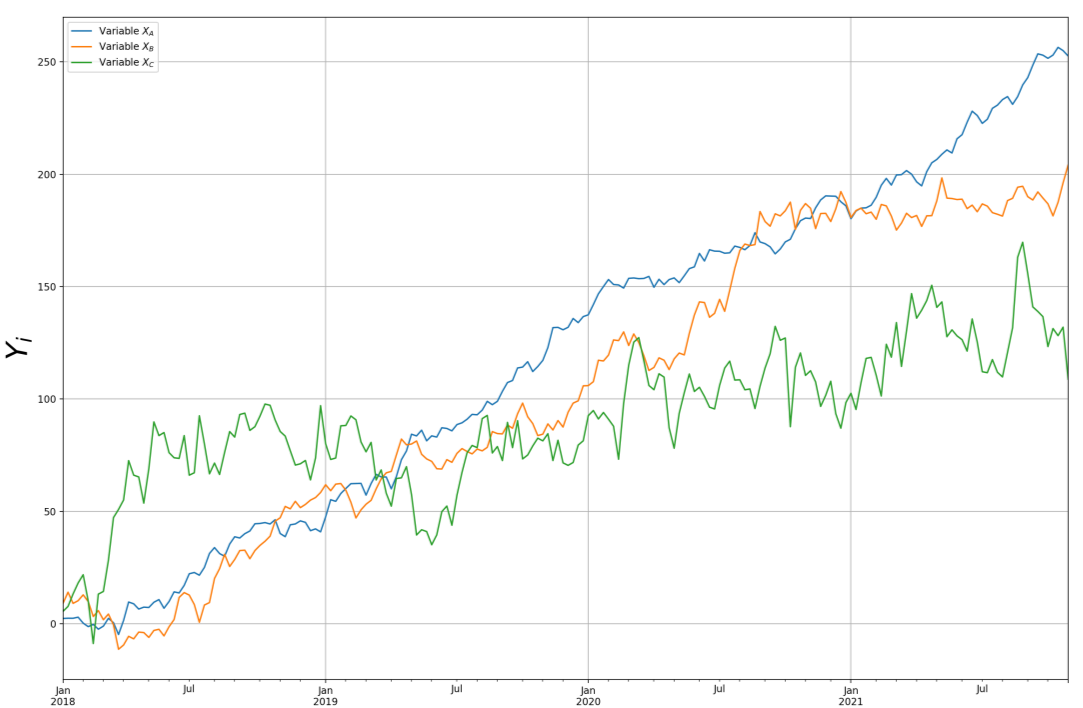 Variable X_A
Variable X_B
Variable X_C
250
200
150
100
50
0
Y_i
Jan Jul Jan Jul Jan Jul Jan Jul
2018 2019 2020 2021